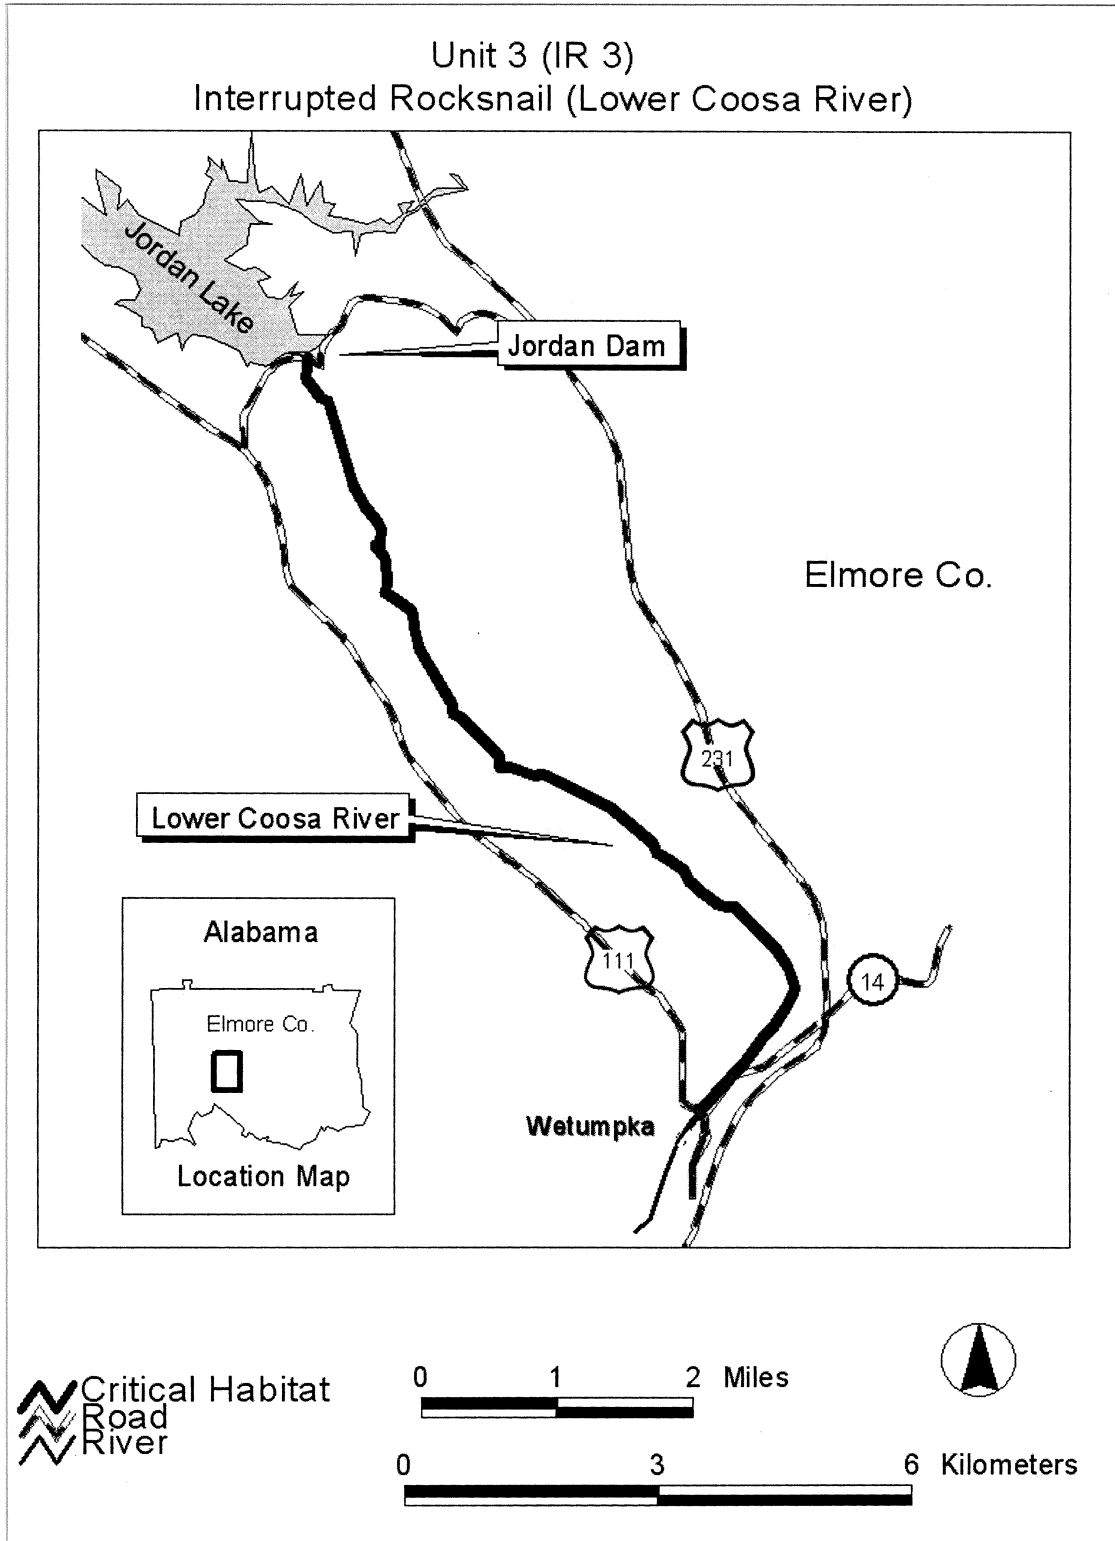 Unit 3 (IR 3)
Interrupted Rocksnail (Lower Coosa River)
Jordan Lake
Jordan Dam
Elmore Co.
231
Lower Coosa River
111
14
Alabama
Elmore Co.
Location Map
Wetumpka
Critical Habitat
Road
River
0 1 2 Miles
0 3 6 Kilometers